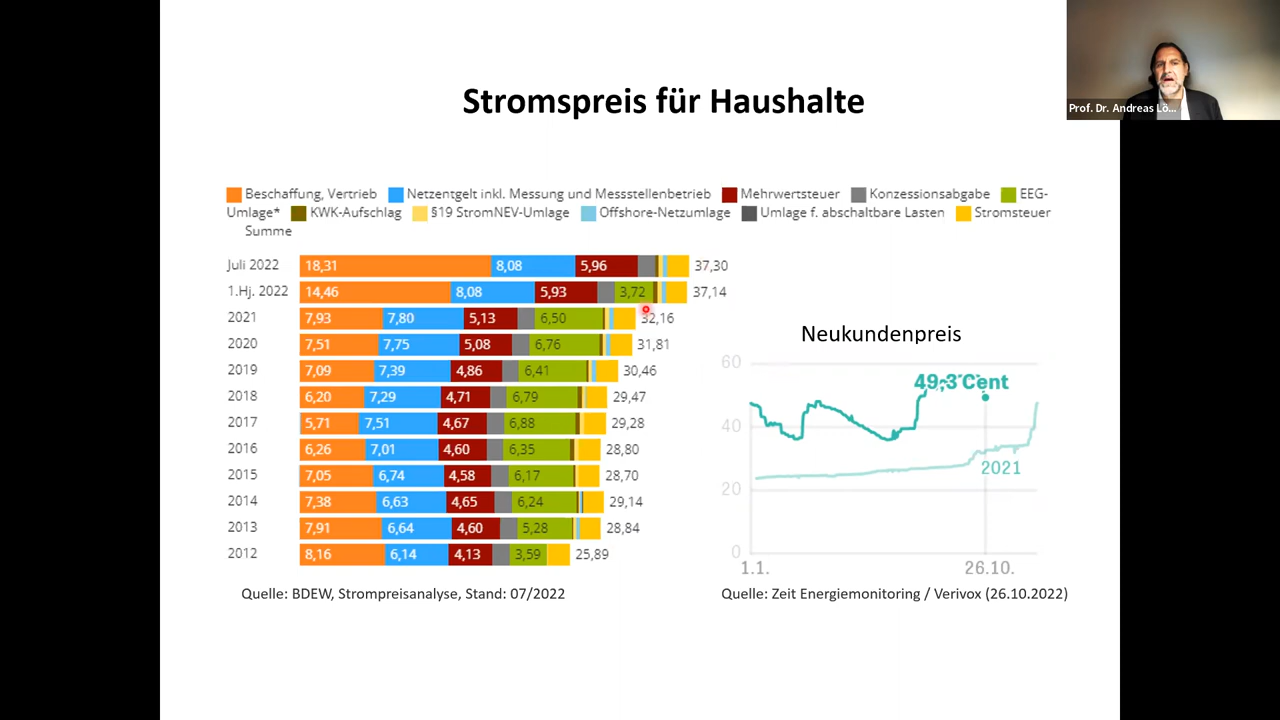 Prof. Dr. Andreas Lö...
Stromspreis für Haushalte
Beschaffung, Vertrieb Netzentgelt inkl. Messung und Messstellenbetrieb Mehrwertsteuer Konzessionsabgabe EEG-
Umlage* KWK-Aufschlag §19 StromNEV-Umlage Offshore-Netzumlage Umlage f. abschaltbare Lasten Stromsteuer
Summe
Juli 2022 18,31 8,08 5,96 37,30
1.Hj. 2022 14,46 8,08 5,93 3,72 37,14
2021 7,93 7,80 5,13 6,50 32,16
2020 7,51 7,75 5,08 6,76 31,81
2019 7,09 7,39 4,86 6,41 30,46
2018 6,20 7,29 4,71 6,79 29,47
2017 5,71 7,51 4,67 6,88 29,28
2016 6,26 7,01 4,60 6,35 28,80
2015 7,05 6,74 4,58 6,17 28,70
2014 7,38 6,63 4,65 6,24 29,14
2013 7,91 6,64 4,60 5,28 28,84
2012 8,16 6,14 4,13 3,59 25,89
Quelle: BDEW, Strompreisanalyse, Stand: 07/2022
Neukundenpreis
60
49,3 Cent
40
2021
20
0
1.1. 26.10.
Quelle: Zeit Energiemonitoring / Verivox (26.10.2022)